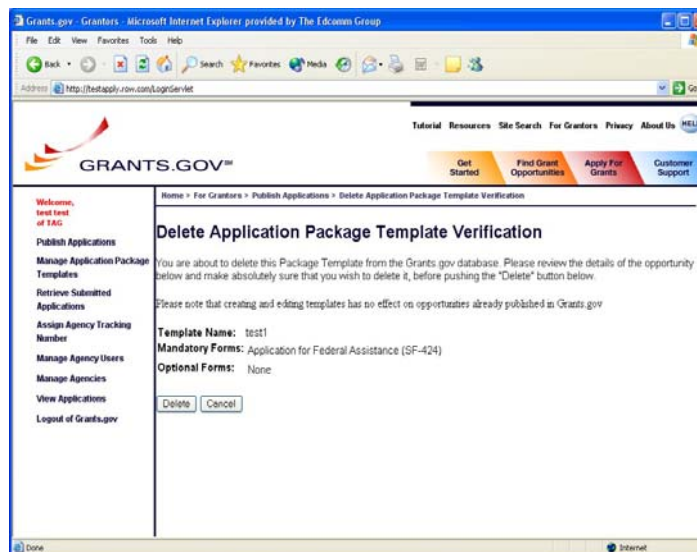 Grants.gov - Grantors - Microsoft Internet Explorer provided by The Edcomm Group
File Edit View Favorites Tools Help
Back Search Favorites Media
Address http://testapply.row.com/LoginServlet Go
Tutorial Resources Site Search For Grantors Privacy About Us HEL
GRANTS.GOV℠
Get Started
Find Grant Opportunities
Apply For Grants
Customer Support
Welcome,
test test
of TAG
Publish Applications
Manage Application Package
Templates
Retrieve Submitted
Applications
Assign Agency Tracking
Number
Manage Agency Users
Manage Agencies
View Applications
Logout of Grants.gov
Home > For Grantors > Publish Applications > Delete Application Package Template Verification
Delete Application Package Template Verification
You are about to delete this Package Template from the Grants.gov database. Please review the details of the opportunity
below and make absolutely sure that you wish to delete it, before pushing the "Delete" button below.
Please note that creating and editing templates has no effect on opportunities already published in Grants.gov
Template Name: test1
Mandatory Forms: Application for Federal Assistance (SF-424)
Optional Forms: None
Delete Cancel
Done Internet